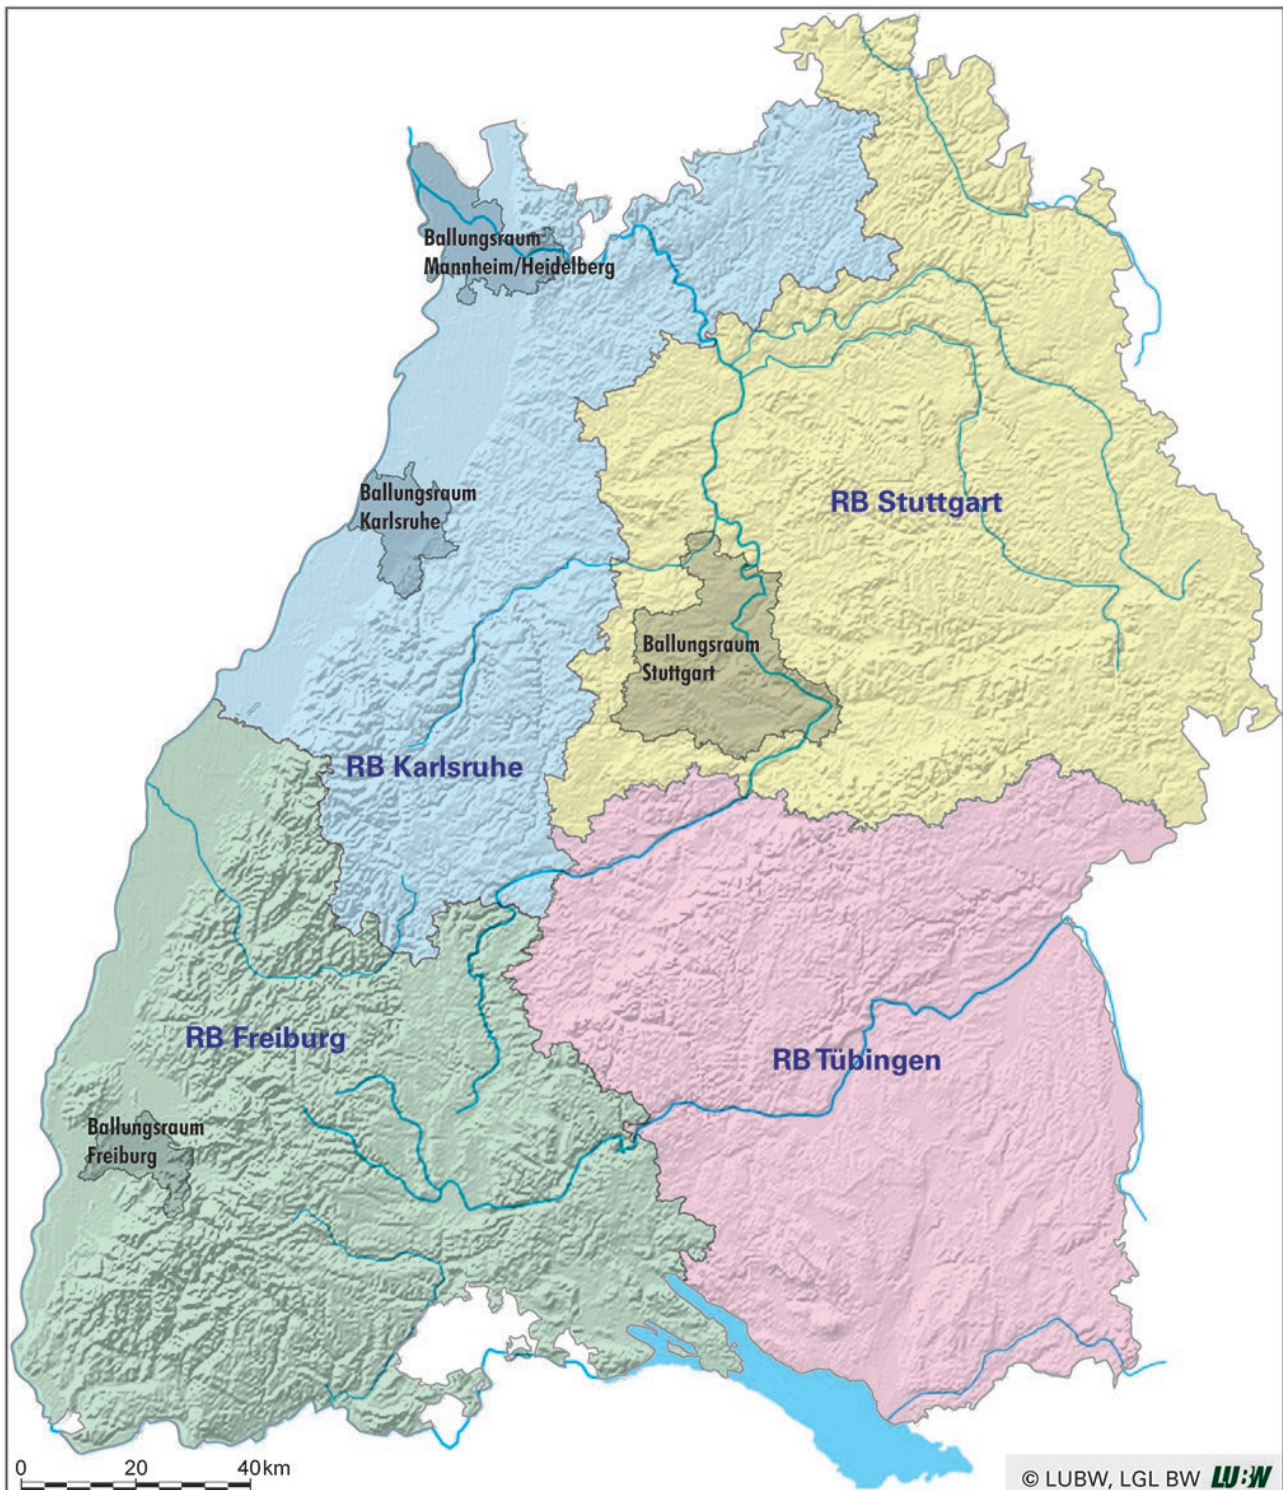 Ballungsraum
Mannheim/Heidelberg
Ballungsraum
Karlsruhe
RB Stuttgart
Ballungsraum
Stuttgart
RB Karlsruhe
RB Freiburg
RB Tübingen
Ballungsraum
Freiburg
0 20 40km
© LUBW, LGL BW LUBW